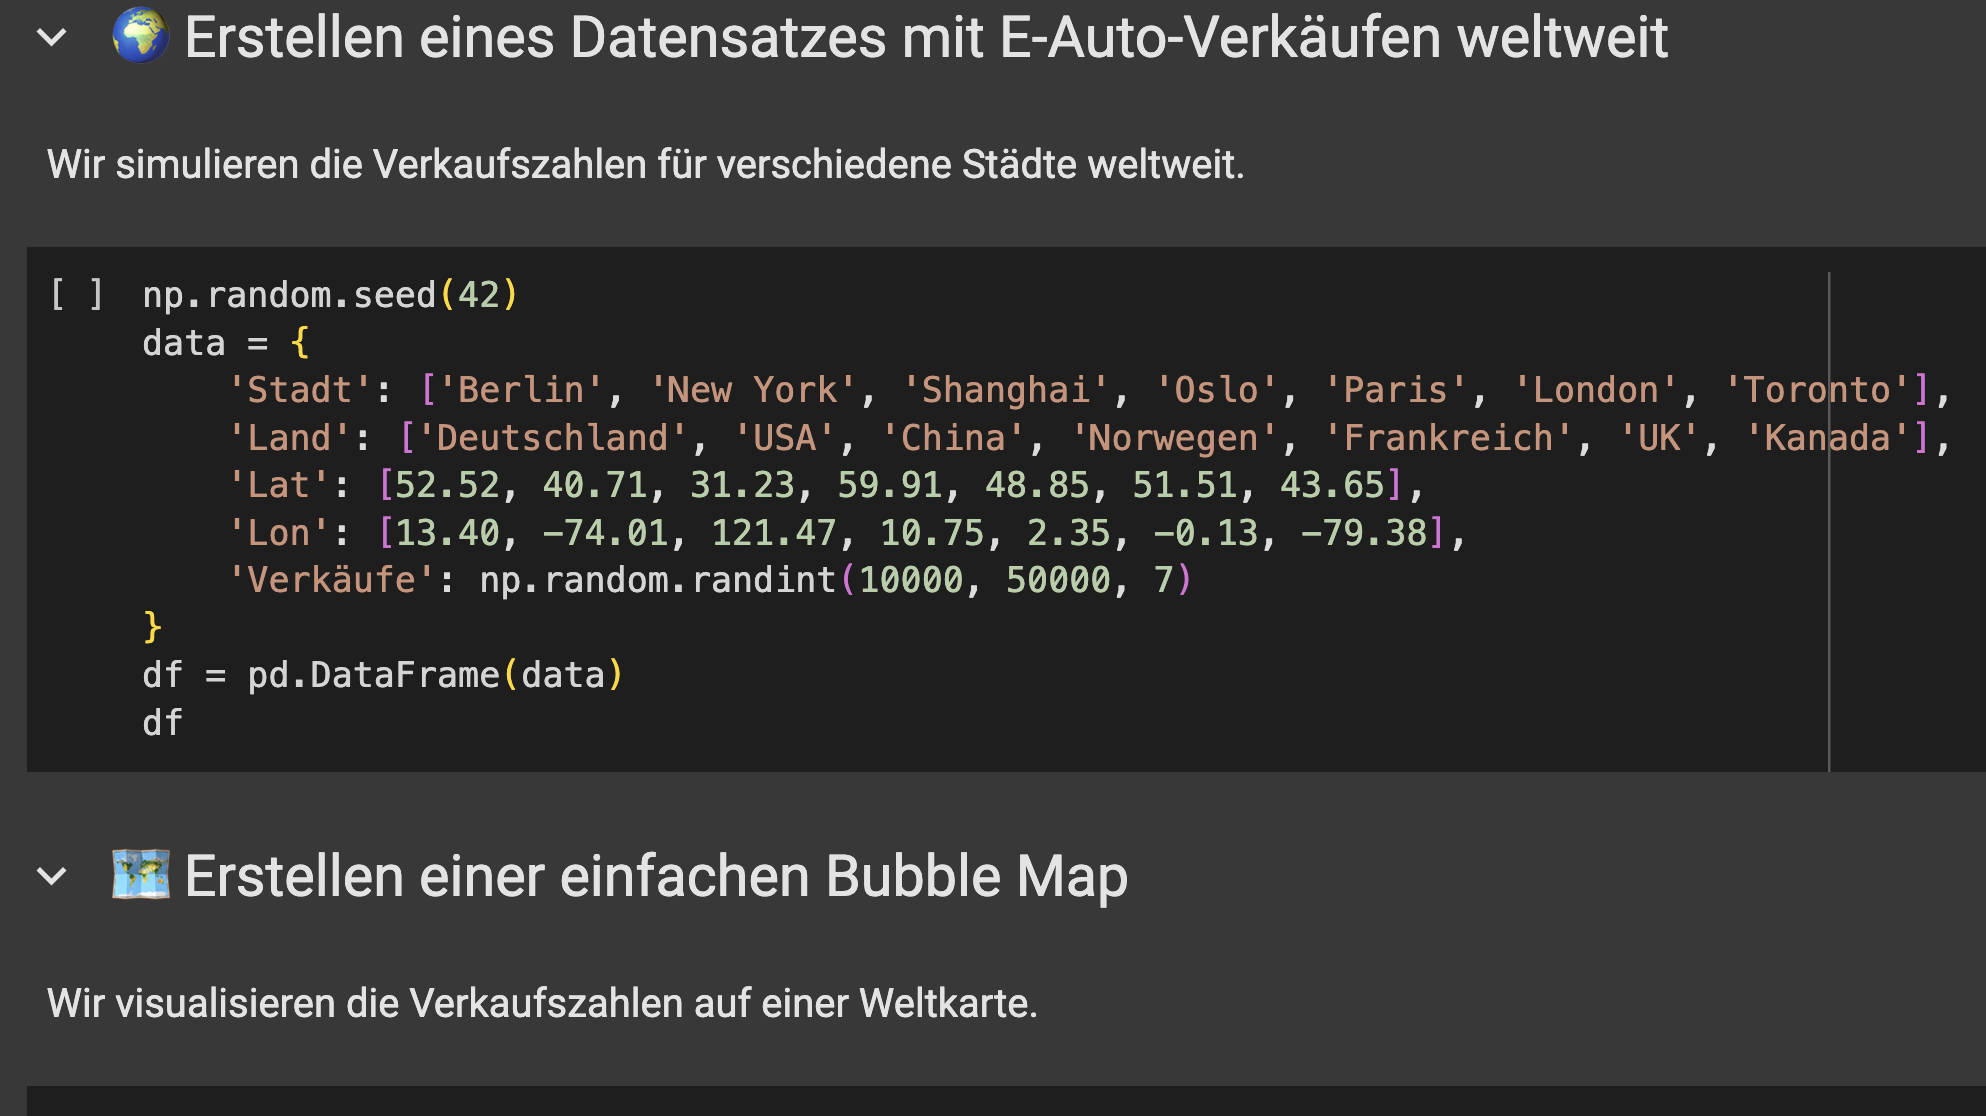 🌍 Erstellen eines Datensatzes mit E-Auto-Verkäufen weltweit
Wir simulieren die Verkaufszahlen für verschiedene Städte weltweit.
[ ] np.random.seed(42)
data = {
    'Stadt': ['Berlin', 'New York', 'Shanghai', 'Oslo', 'Paris', 'London', 'Toronto'],
    'Land': ['Deutschland', 'USA', 'China', 'Norwegen', 'Frankreich', 'UK', 'Kanada'],
    'Lat': [52.52, 40.71, 31.23, 59.91, 48.85, 51.51, 43.65],
    'Lon': [13.40, -74.01, 121.47, 10.75, 2.35, -0.13, -79.38],
    'Verkäufe': np.random.randint(10000, 50000, 7)
}
df = pd.DataFrame(data)
df
🗺️ Erstellen einer einfachen Bubble Map
Wir visualisieren die Verkaufszahlen auf einer Weltkarte.